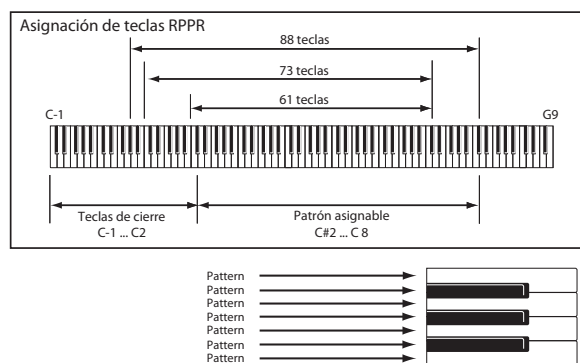 Asignación de teclas RPPR
88 teclas
73 teclas
61 teclas
C-1 G9
Teclas de cierre Patrón asignable
C-1 ... C2 C#2 ... C 8
Pattern
Pattern
Pattern
Pattern
Pattern
Pattern
Pattern